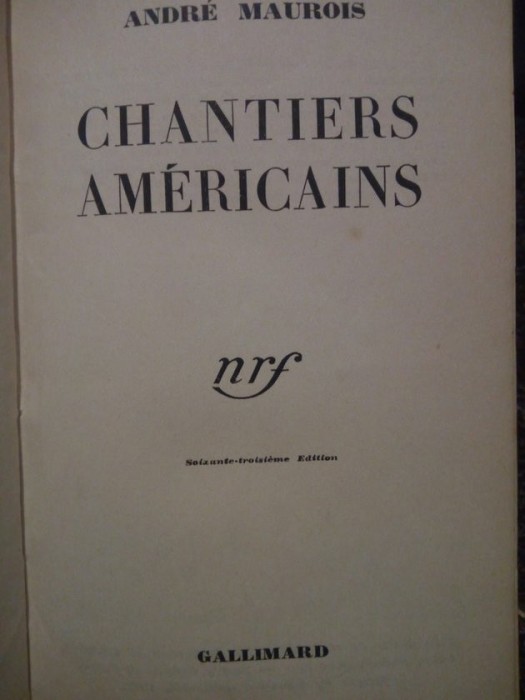 ANDRÉ MAUROIS
CHANTIERS
AMÉRICAINS
nrf
Soixante-troisième Edition
GALLIMARD